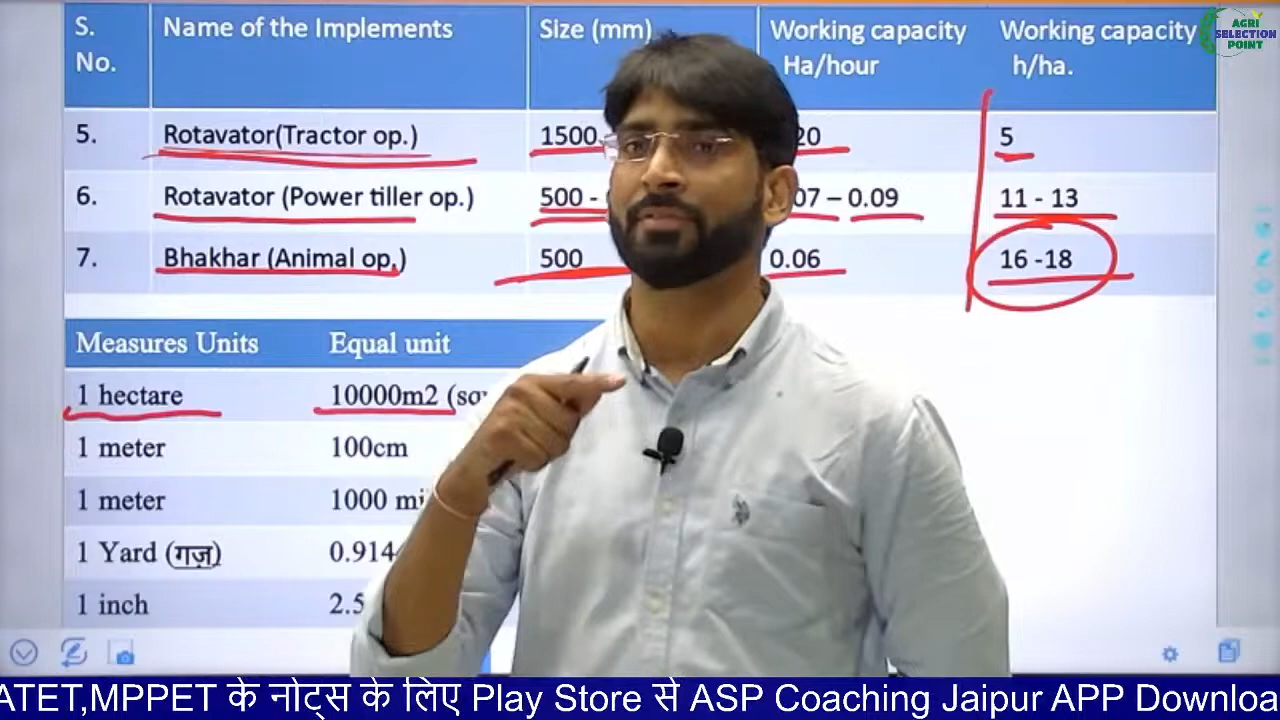 S. No. Name of the Implements Size (mm) Working capacity Ha/hour Working capacity h/ha.
AGRI
SELECTION
POINT
5. Rotavator(Tractor op.) 1500 20 5
6. Rotavator (Power tiller op.) 500 - 07 – 0.09 11 - 13
7. Bhakhar (Animal op.) 500 0.06 16 -18
Measures Units Equal unit
1 hectare 10000m2
1 meter 100cm
1 meter 1000
1 Yard (गज़) 0.914
1 inch 2.5
ATET,MPPET के नोट्स के लिए Play Store से ASP Coaching Jaipur APP Downloa